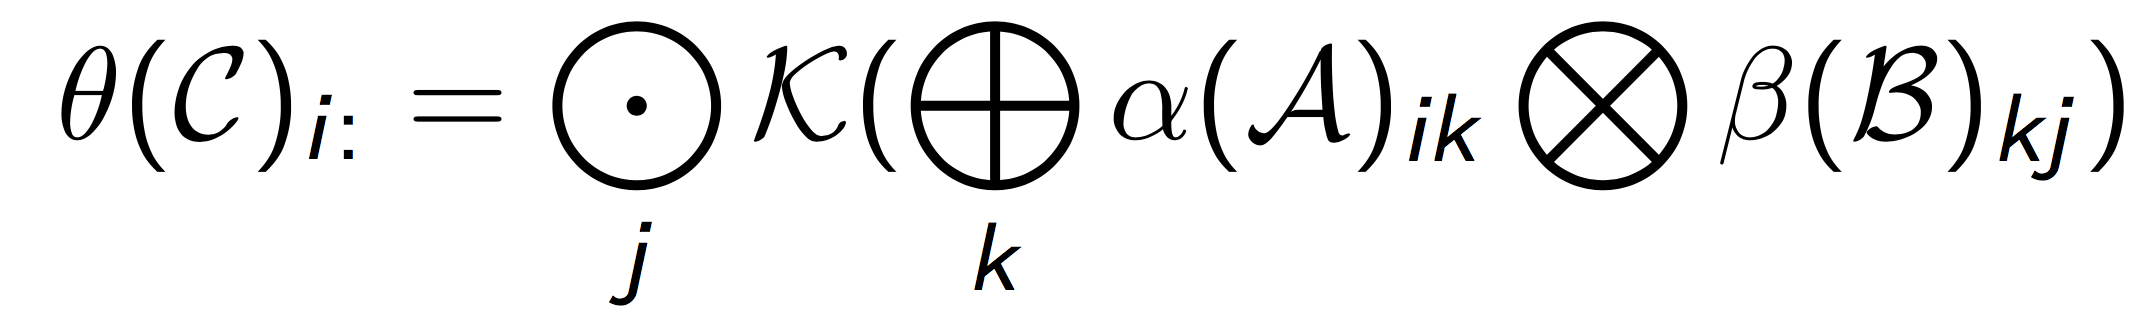 θ(𝒞)ᵢ: = ⨀ 𝒦(⨁ α(𝒜)ᵢₖ ⨂ β(ℬ)ₖⱼ)
j k